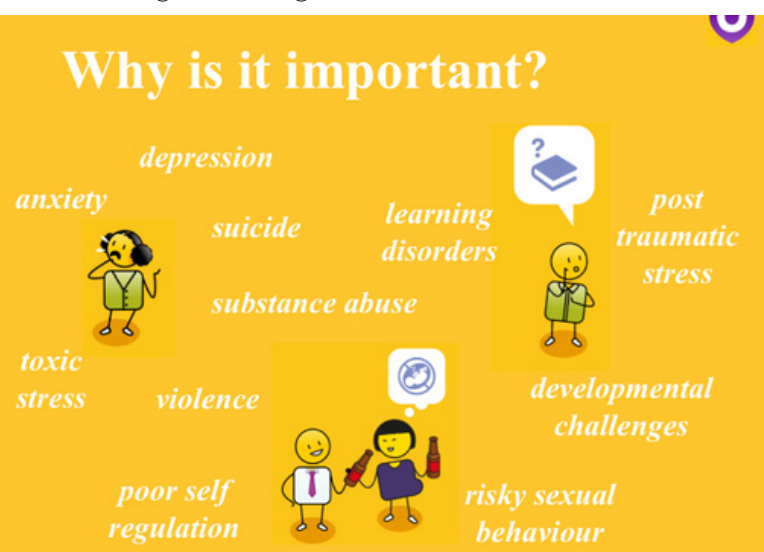 Why is it important?
depression
anxiety
suicide
learning
disorders
post
traumatic
stress
?
substance abuse
toxic
stress
violence
developmental
challenges
poor self
regulation
risky sexual
behaviour